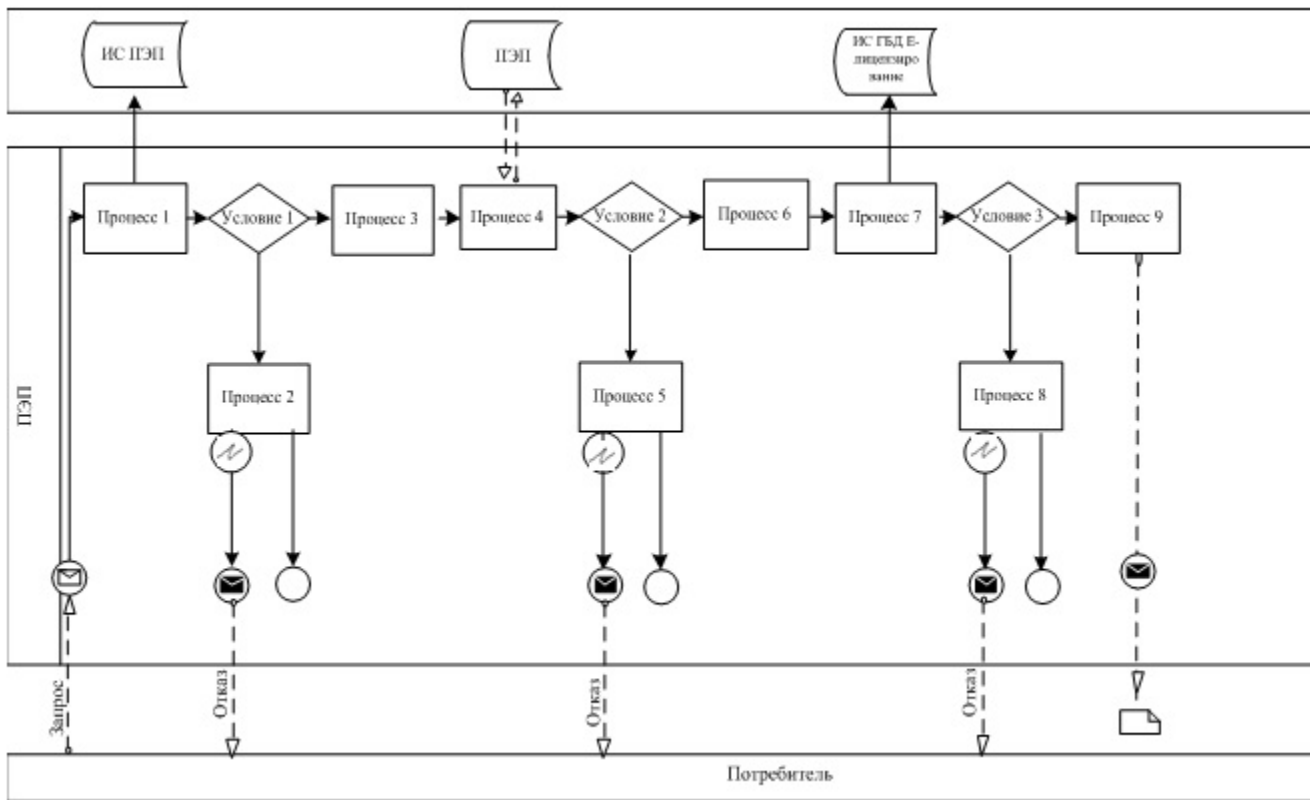 ИС ПЭП
ПЭП
ИС ГБД Е-
лицензиро
вание
Процесс 1
Условие 1
Процесс 3
Процесс 4
Условие 2
Процесс 6
Процесс 7
Условие 3
Процесс 9
Процесс 2
Процесс 5
Процесс 8
ПЭП
Запрос
Отказ
Отказ
Отказ
Потребитель